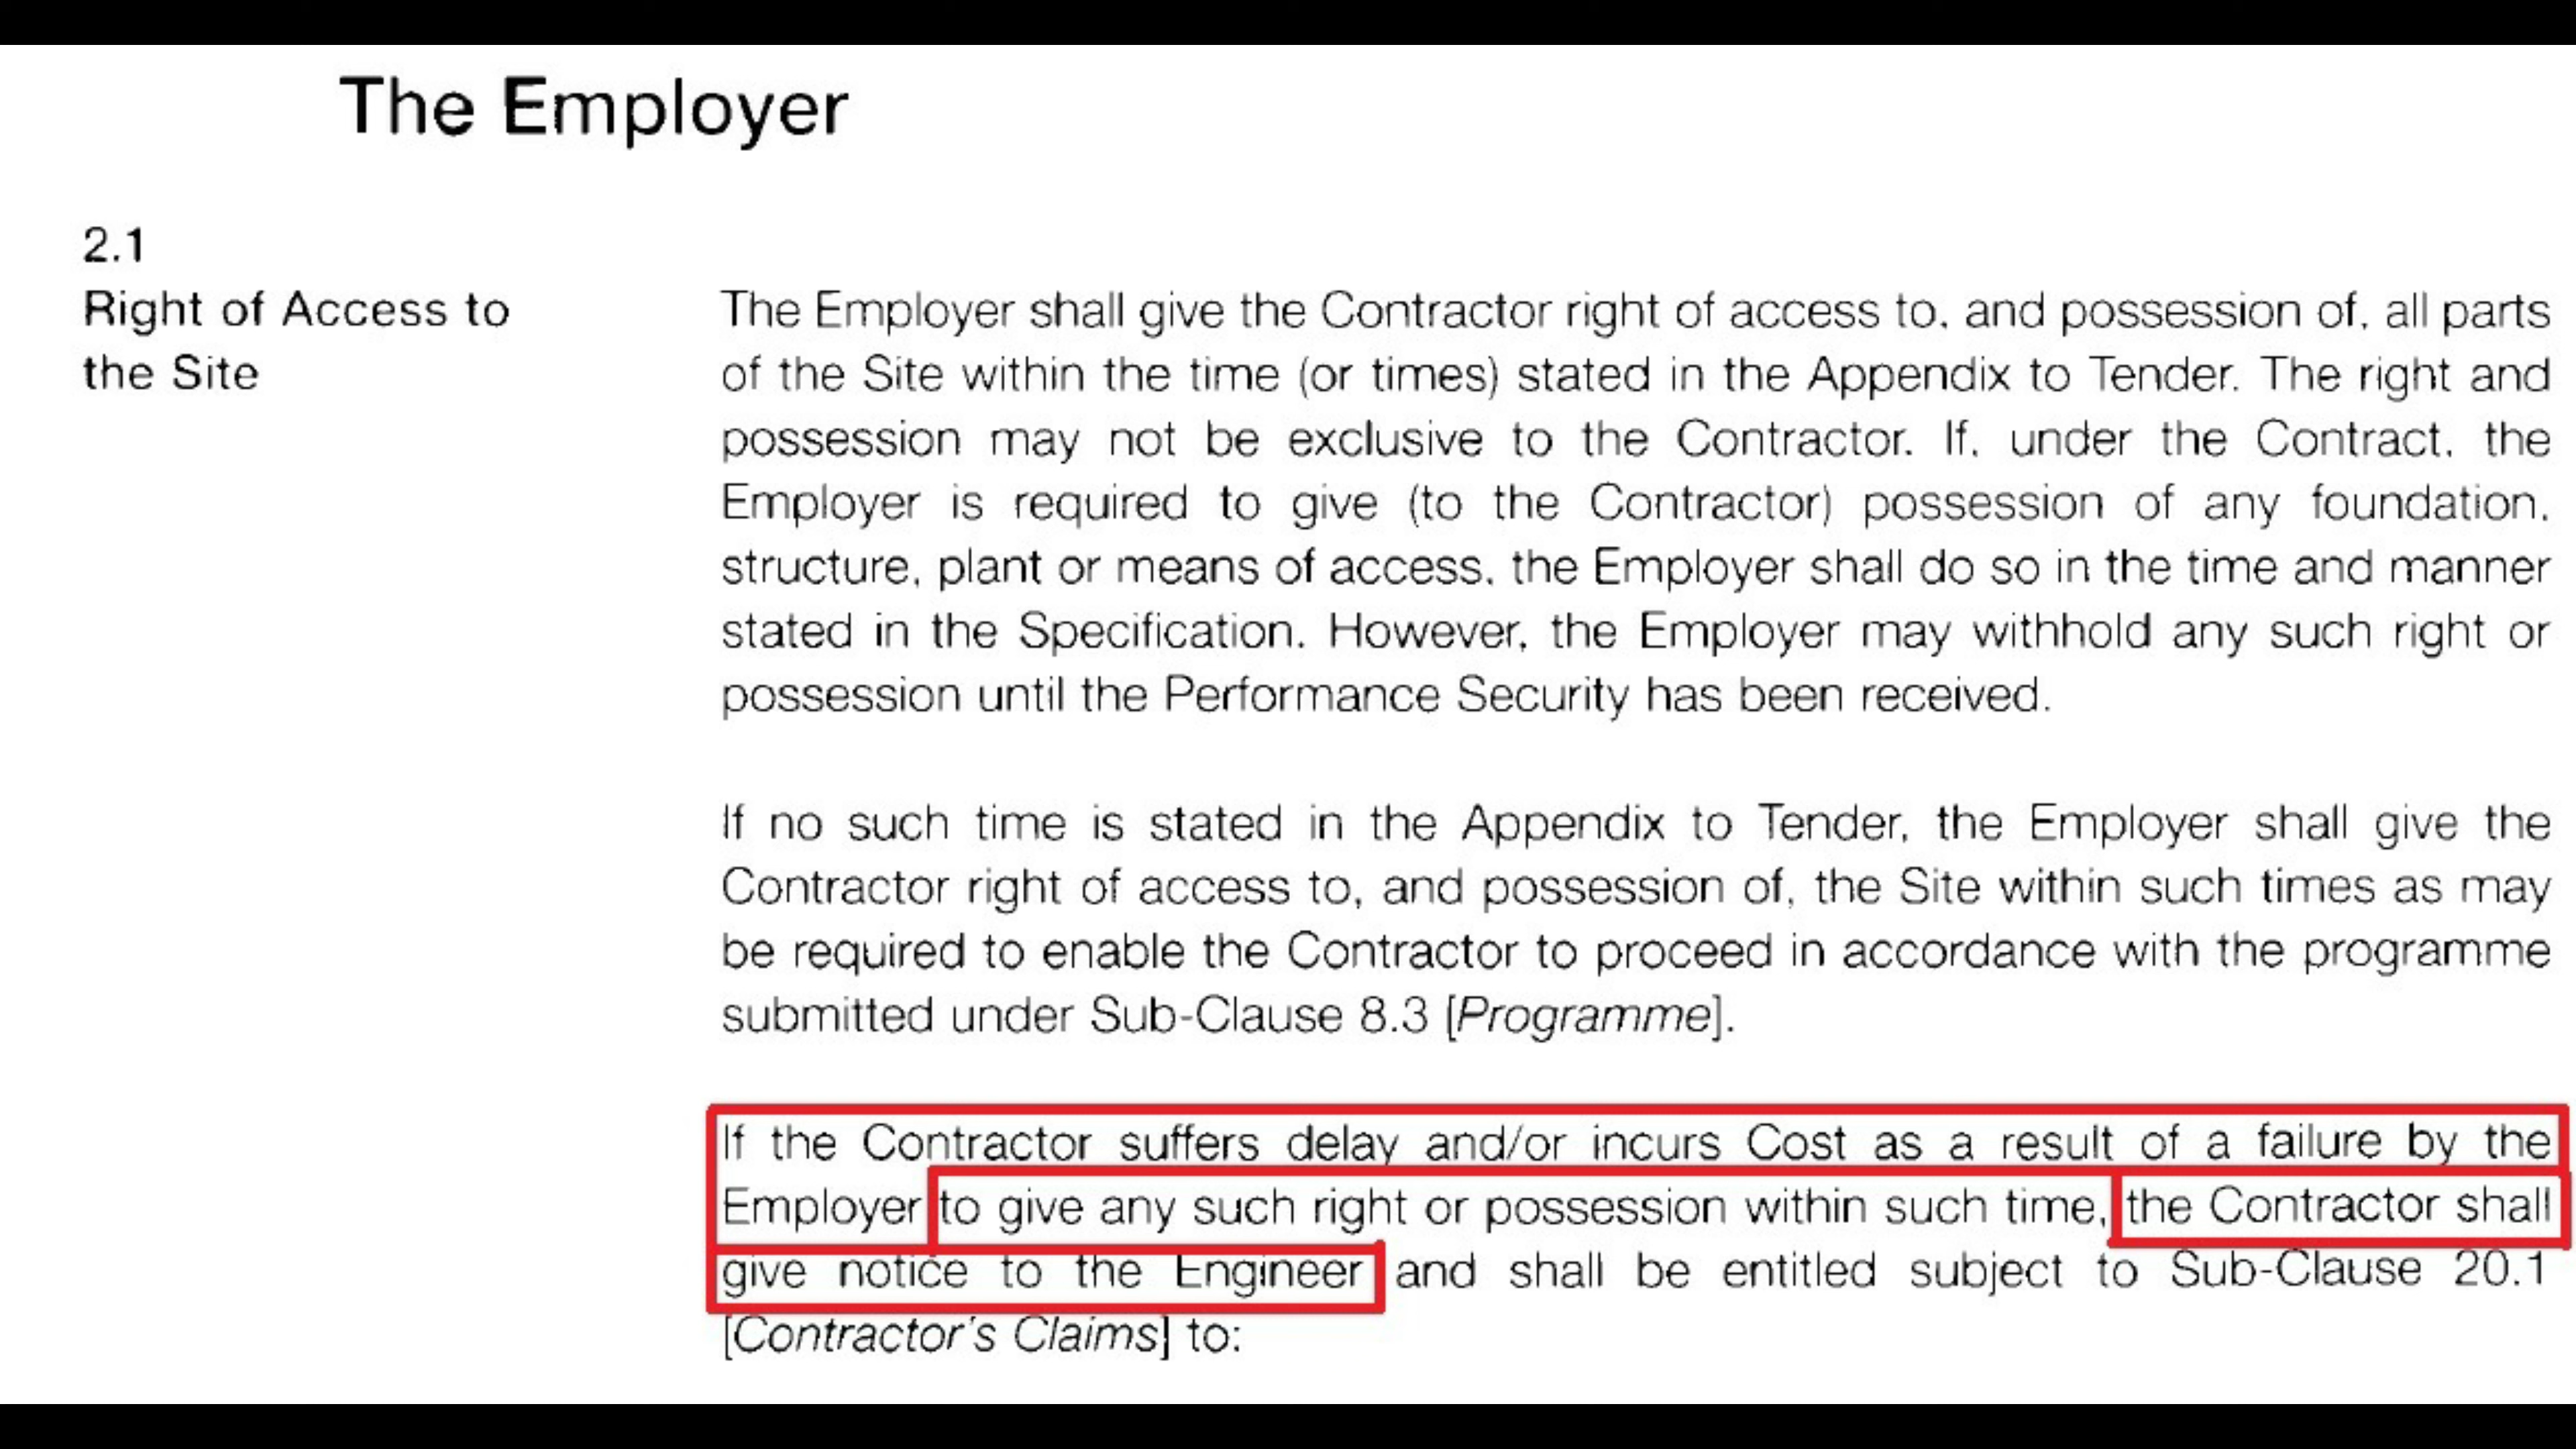 The Employer
2.1
Right of Access to
the Site
The Employer shall give the Contractor right of access to, and possession of, all parts
of the Site within the time (or times) stated in the Appendix to Tender. The right and
possession may not be exclusive to the Contractor. If, under the Contract, the
Employer is required to give (to the Contractor) possession of any foundation,
structure, plant or means of access, the Employer shall do so in the time and manner
stated in the Specification. However, the Employer may withhold any such right or
possession until the Performance Security has been received.
If no such time is stated in the Appendix to Tender, the Employer shall give the
Contractor right of access to, and possession of, the Site within such times as may
be required to enable the Contractor to proceed in accordance with the programme
submitted under Sub-Clause 8.3 [Programme].
If the Contractor suffers delay and/or incurs Cost as a result of a failure by the
Employer to give any such right or possession within such time, the Contractor shall
give notice to the Engineer and shall be entitled subject to Sub-Clause 20.1
[Contractor's Claims] to: